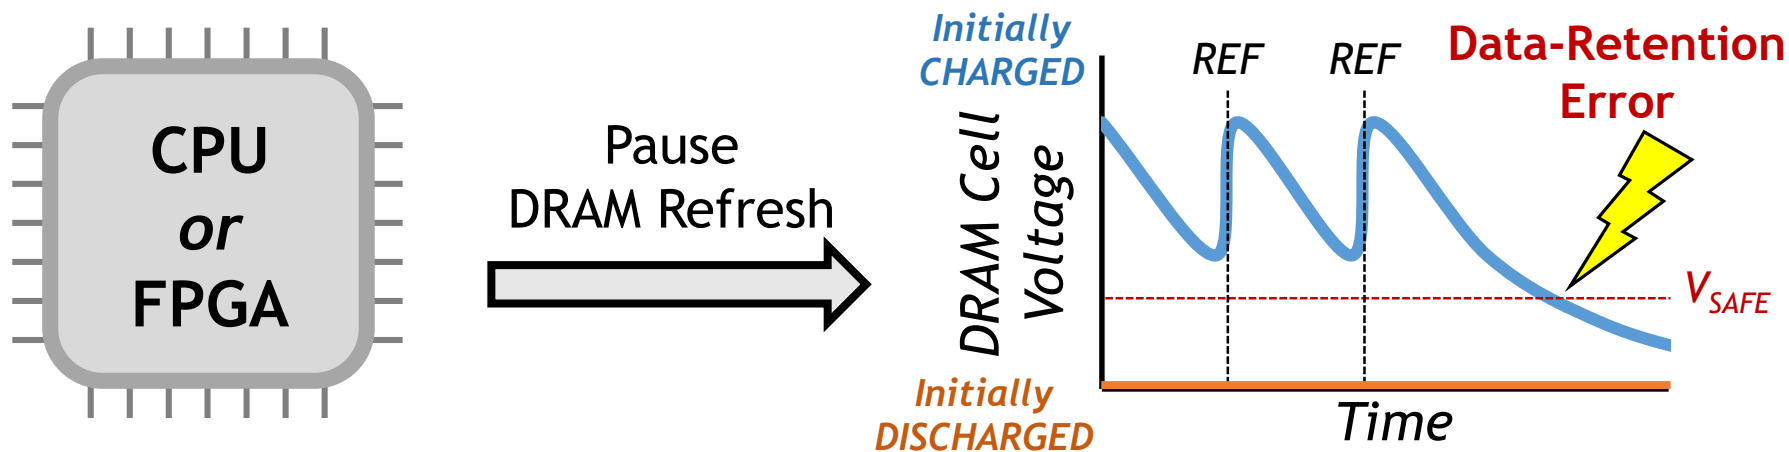 CPU
or
FPGA
Pause
DRAM Refresh
Initially
CHARGED
DRAM Cell
Voltage
REF
REF
Data-Retention
Error
VSAFE
Initially
DISCHARGED
Time